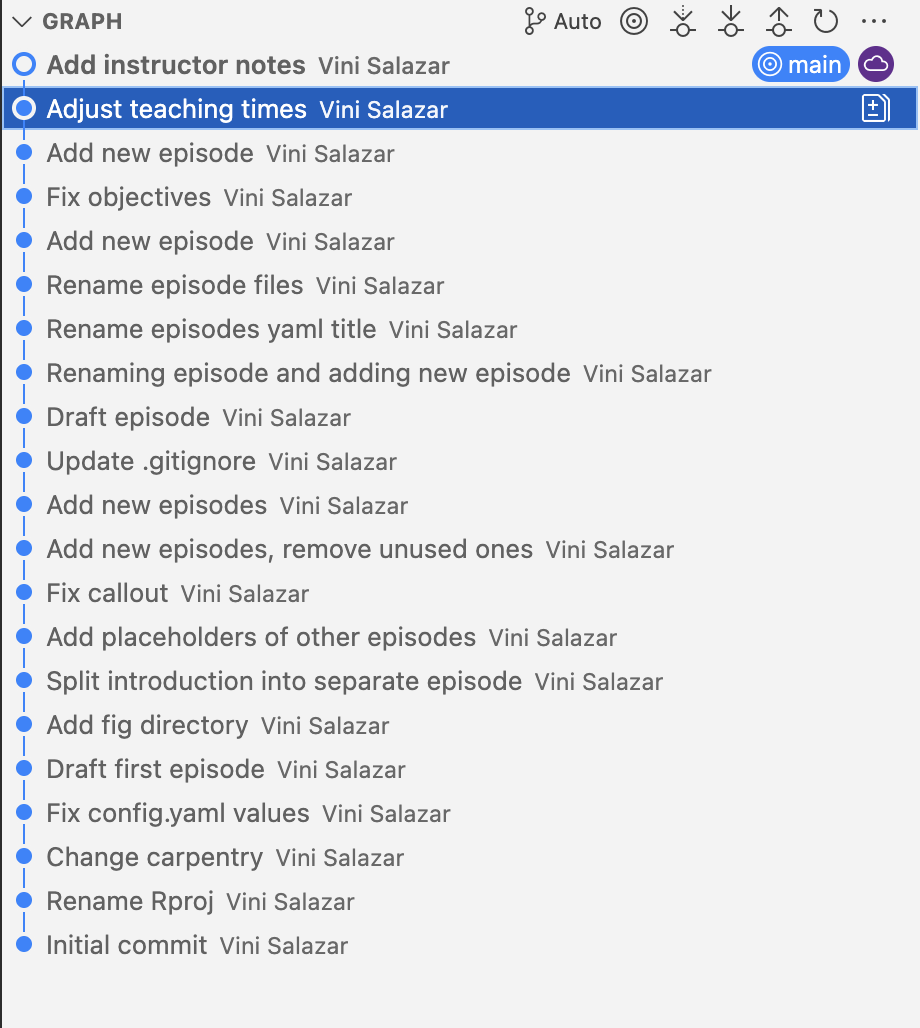 GRAPH Auto
Add instructor notes Vini Salazar main
Adjust teaching times Vini Salazar
Add new episode Vini Salazar
Fix objectives Vini Salazar
Add new episode Vini Salazar
Rename episode files Vini Salazar
Rename episodes yaml title Vini Salazar
Renaming episode and adding new episode Vini Salazar
Draft episode Vini Salazar
Update .gitignore Vini Salazar
Add new episodes Vini Salazar
Add new episodes, remove unused ones Vini Salazar
Fix callout Vini Salazar
Add placeholders of other episodes Vini Salazar
Split introduction into separate episode Vini Salazar
Add fig directory Vini Salazar
Draft first episode Vini Salazar
Fix config.yaml values Vini Salazar
Change carpentry Vini Salazar
Rename Rproj Vini Salazar
Initial commit Vini Salazar